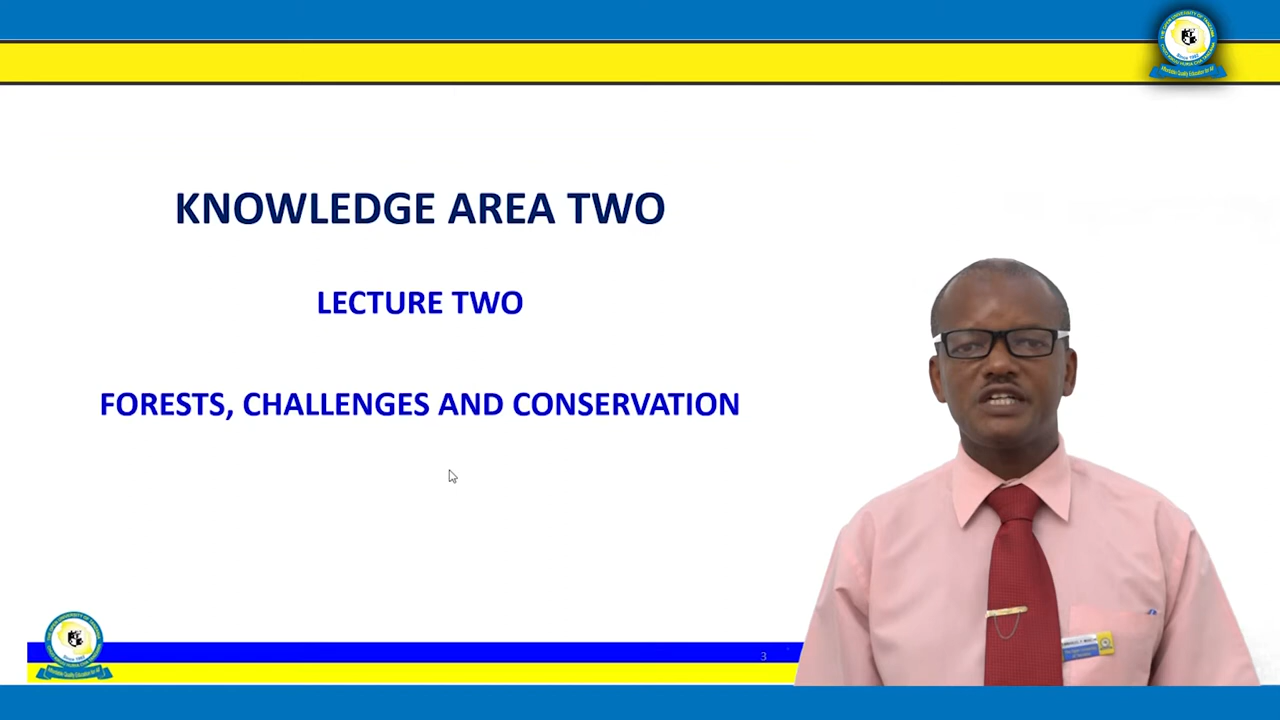 KNOWLEDGE AREA TWO
LECTURE TWO
FORESTS, CHALLENGES AND CONSERVATION
3